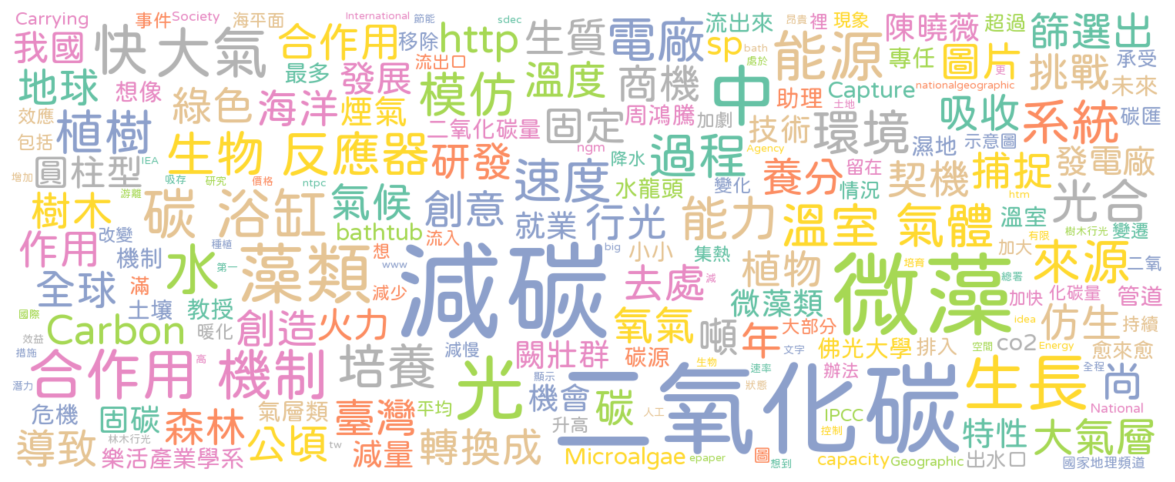 Carrying 事件 Society 海平面 International 節能 sdec 流出來 昂貴 裡 現象 陳曉薇 超過 篩選出
我國 快 大氣 合作用 移除 http 生質 電廠 sp bath 處於 能源 專任 圖片 挑戰 承受
地球 想像 最多 發展 流出口 模仿 溫度 商機 中 助理 Capture nationalgeographic 更 未來
效應 綠色 海洋 煙氣 二氧化碳量 固定 周鴻騰 加劇 技術 環境 土地 吸收 系統 碳匯
包括 植樹 生物 反應器 研發 ngm 降水 過程 Agency 留在 濕地 示意圖
圓柱型 IEA 吸存 研究 價格 ntpc 氣候 速度 水龍頭 變化 養分 情況 契機 捕捉 發電廠
增加 游離 碳 浴缸 創意 就業 行光 能力 溫室 氣體 htm 光合
樹木 bathtub 流入 溫室 樹木行光 變遷
作用 改變 機制 種植 藻類 想 www 減碳 big 小小 集熱 植物 培育 有限 加大 來源 二氧
水 第一 減少 去處 減 微藻 總署
全球 滿 土壤 教授 微藻類 加快 化碳量 管道
國際 Carbon 暖化 創造 火力 氧氣 噸 年 大部分 idea 仿生 持續
效益 措施 高 減慢 闕壯群 碳源 佛光大學 排入 空間 co2 Energy 愈來愈
合作用 機制 培養 光 顯示 生物 文字 速率 辦法 全程
潛力 機會 碳 二氧化碳 狀態 生長 尚
危機 固碳 氣層類 臺灣 平均 人工 IPCC National
林木行光 森林 tw 升高 控制 特性 大氣層
導致 樂活產業學系 公頃 減量 轉換成 Microalgae epaper 圖 想到 capacity Geographic 出水口 國家地理頻道